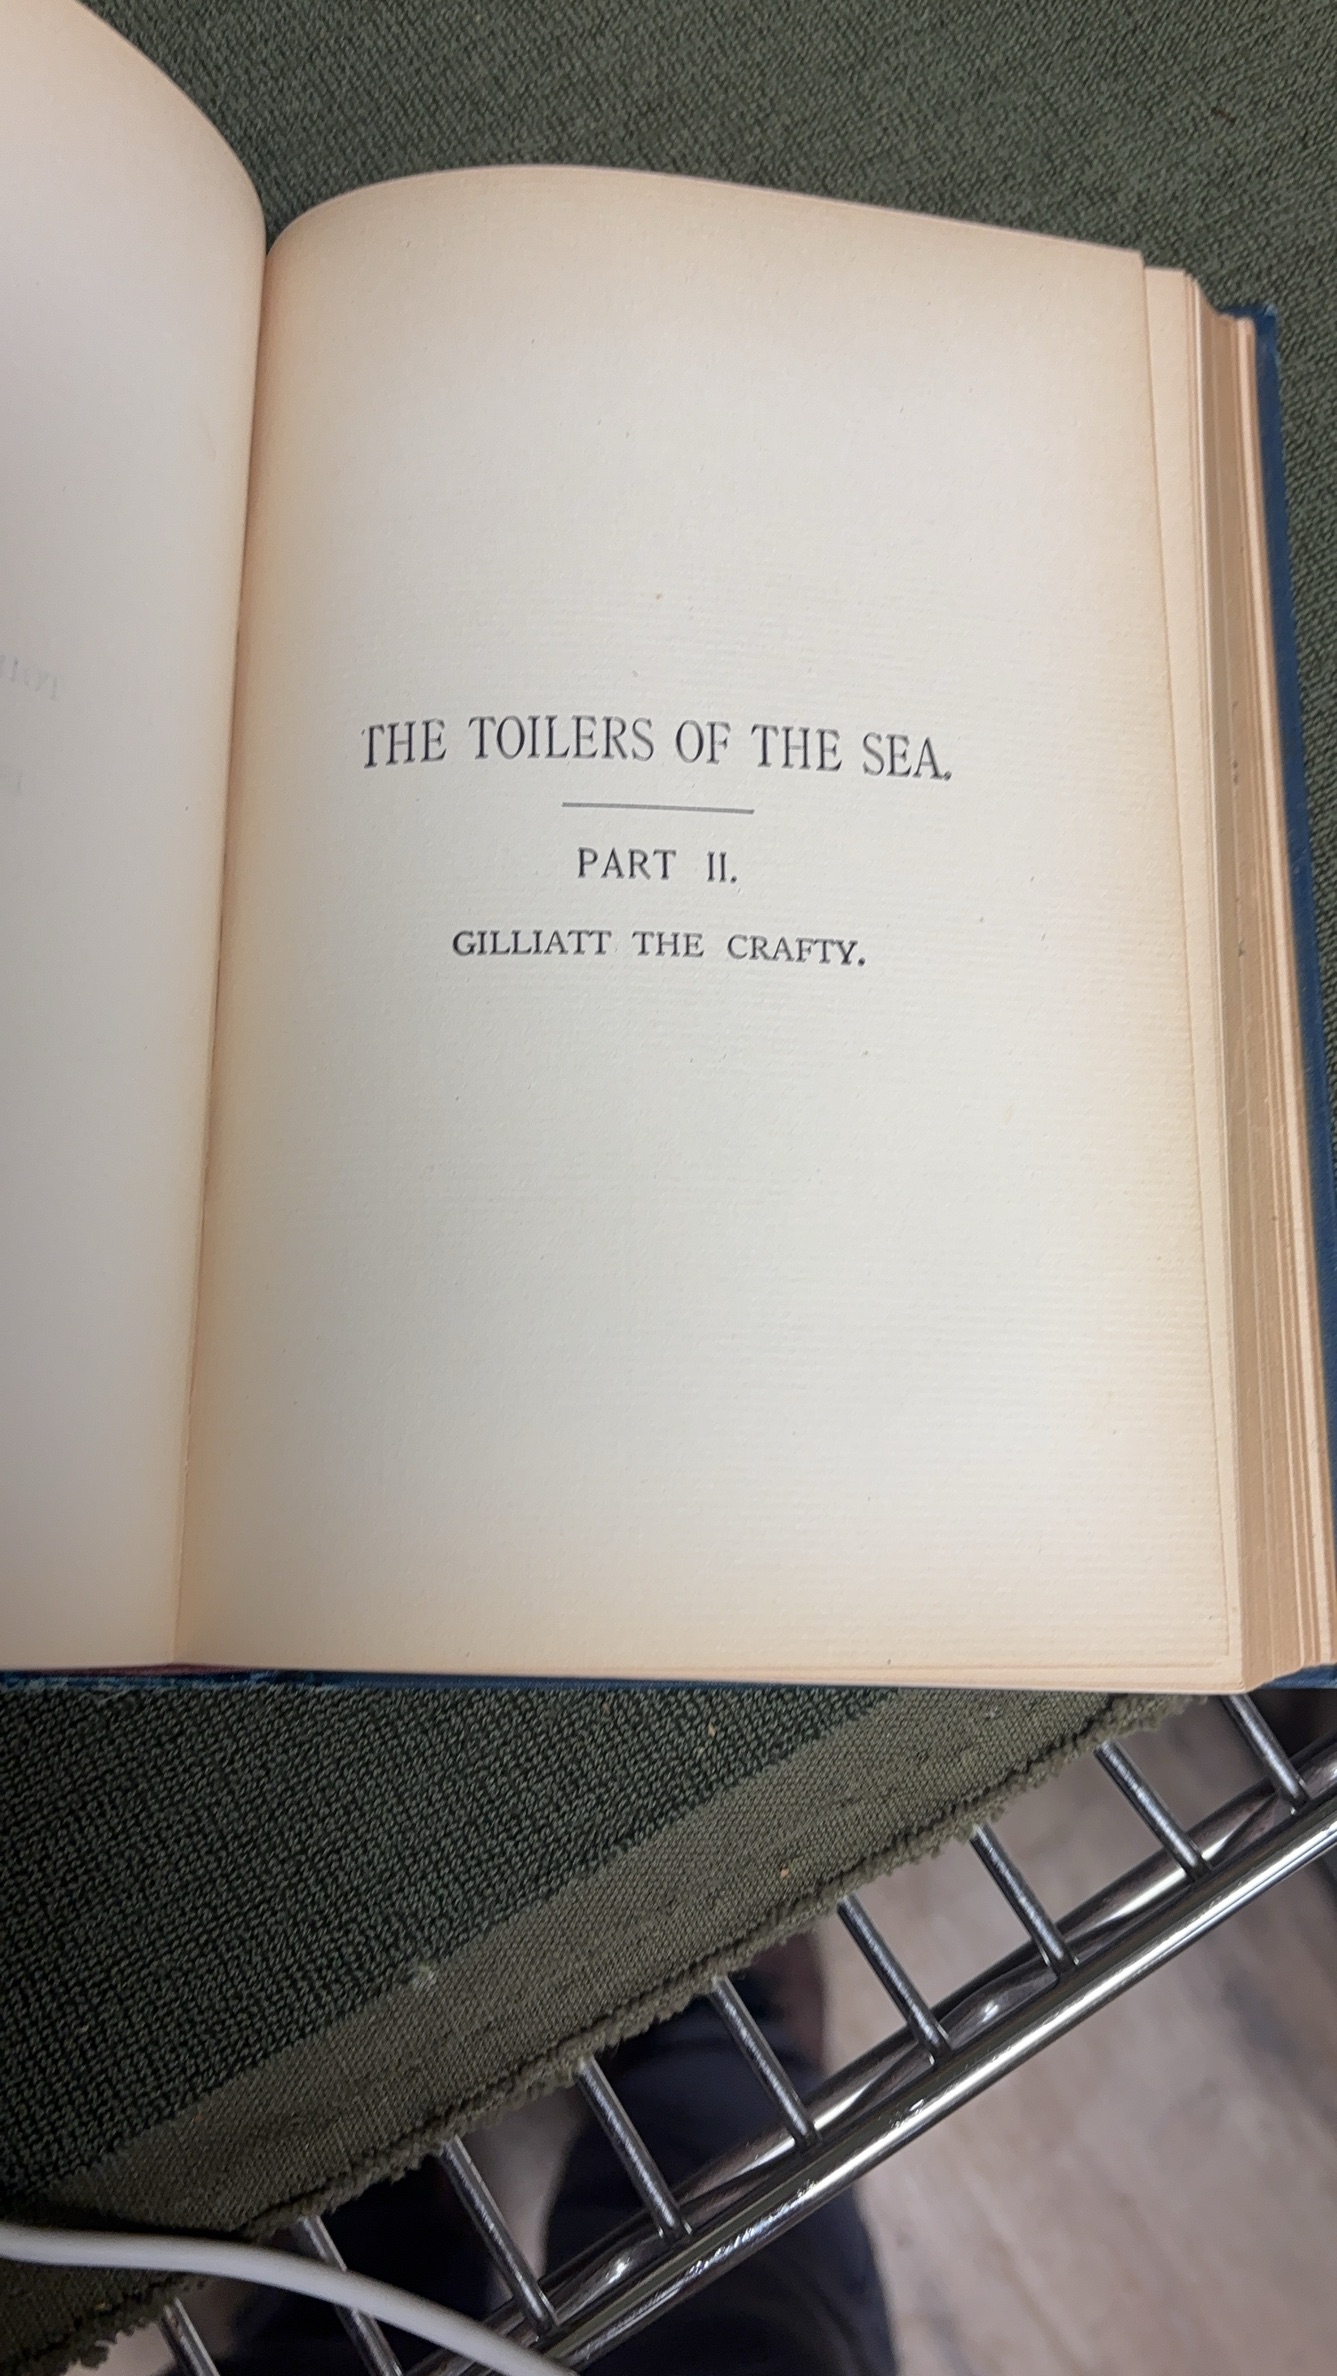 THE TOILERS OF THE SEA.
PART II.
GILLIATT THE CRAFTY.